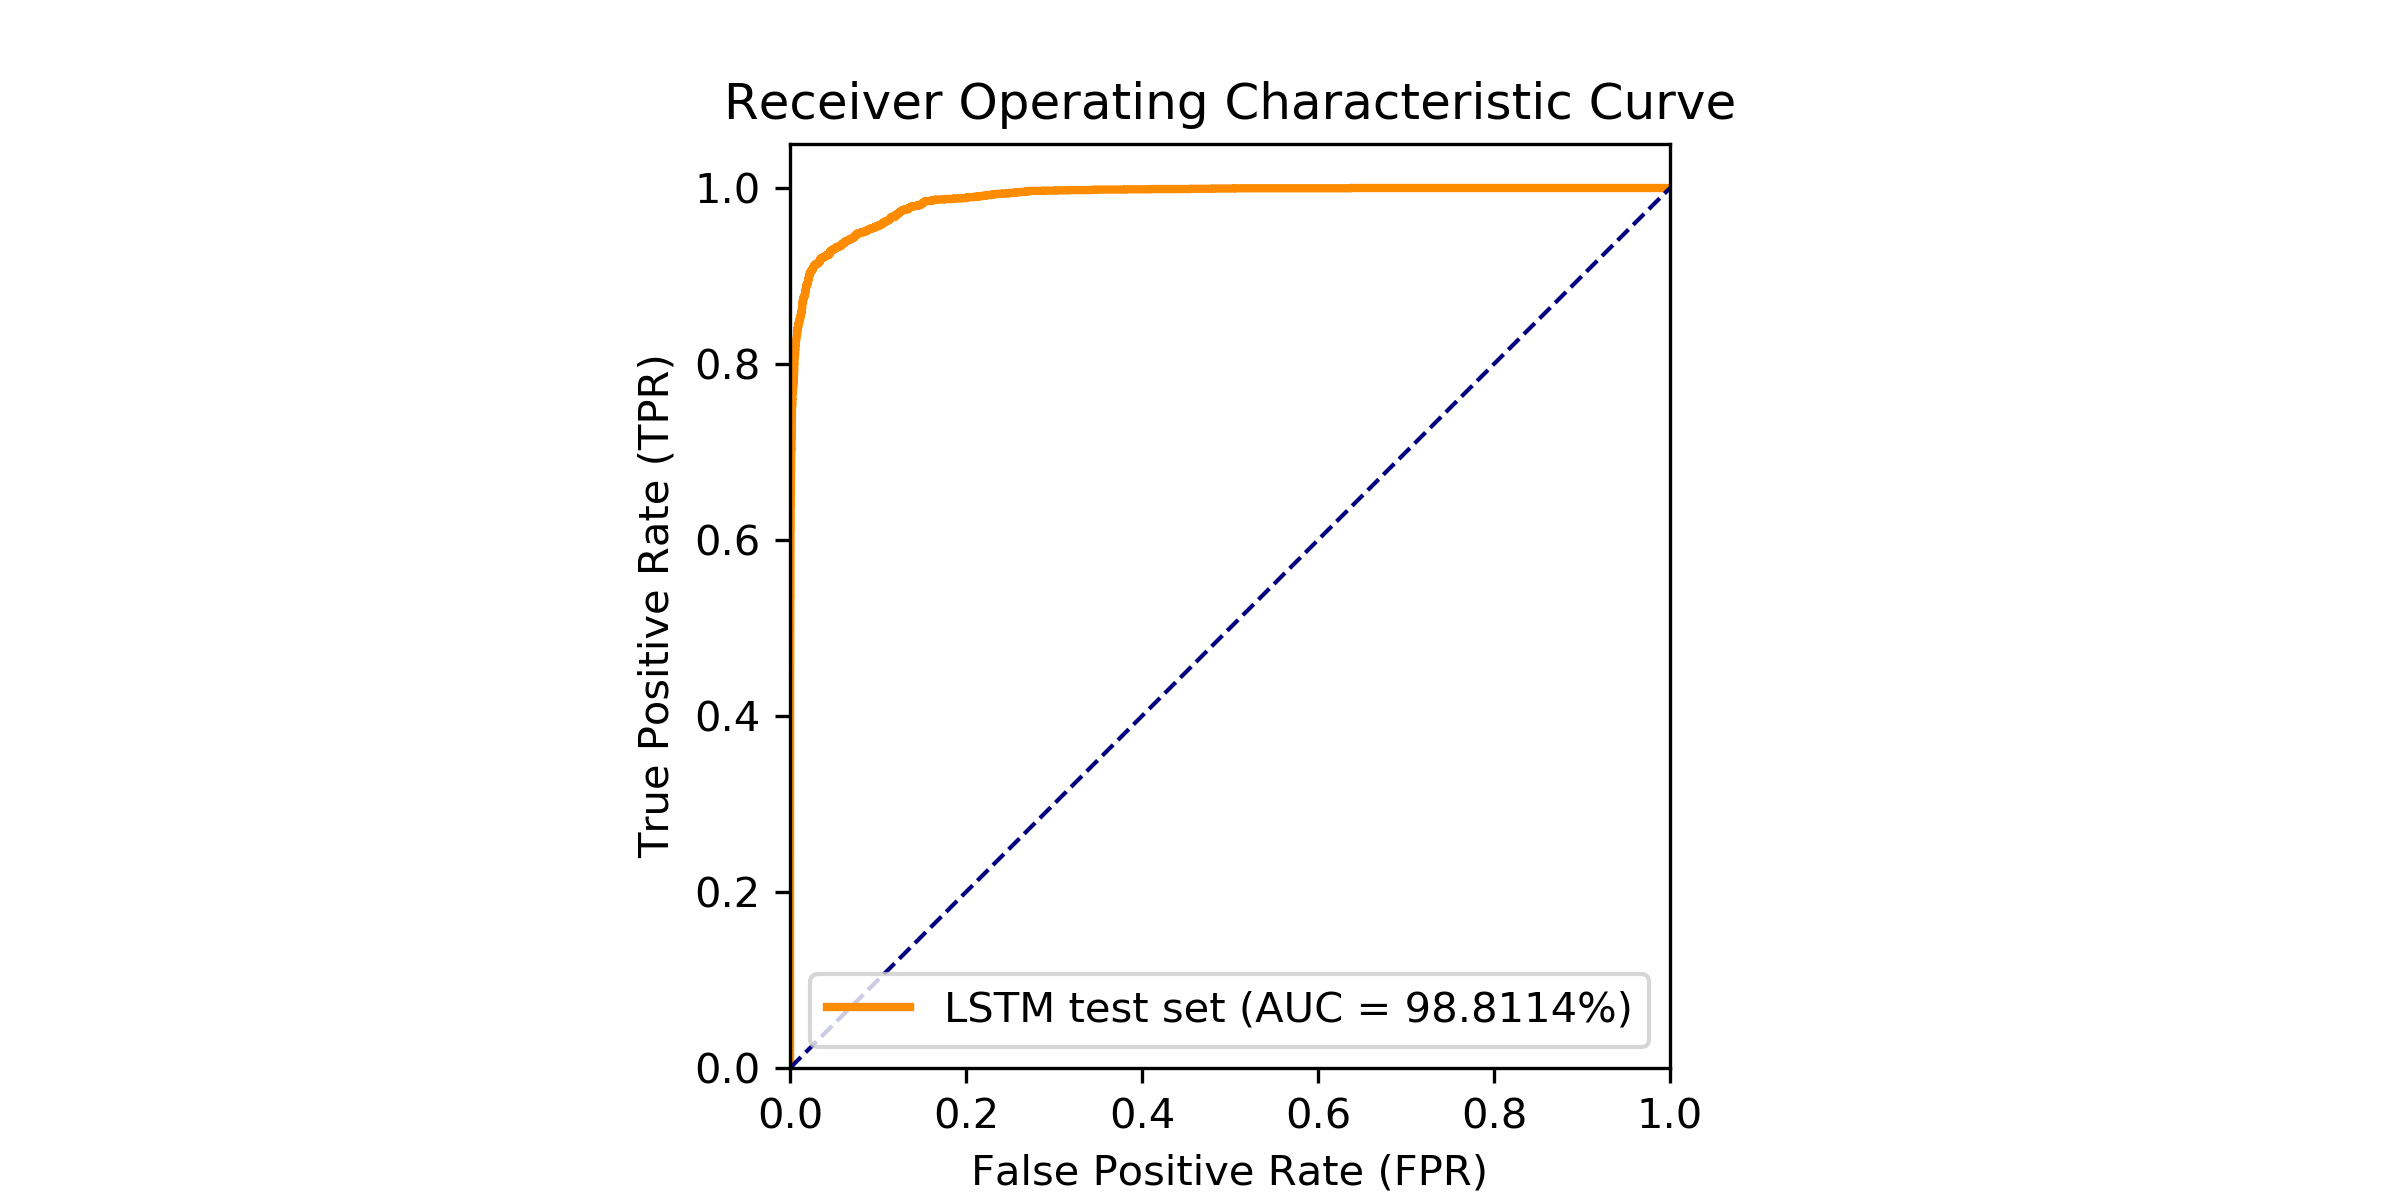 Receiver Operating Characteristic Curve
True Positive Rate (TPR)
1.0
0.8
0.6
0.4
0.2
0.0
LSTM test set (AUC = 98.8114%)
0.0 0.2 0.4 0.6 0.8 1.0
False Positive Rate (FPR)